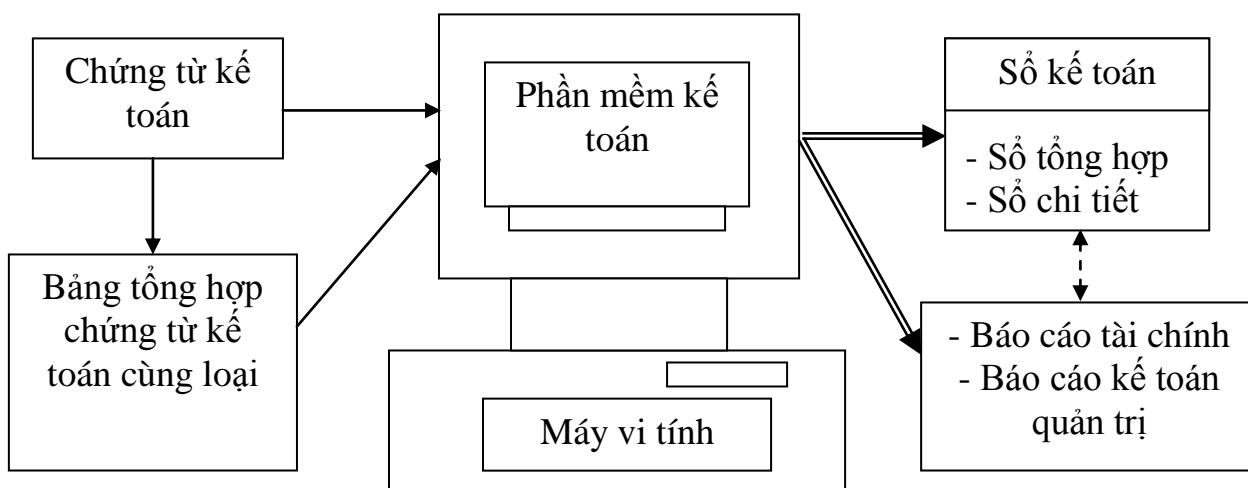 Chứng từ kế
toán
Bảng tổng hợp
chứng từ kế
toán cùng loại
Phần mềm kế
toán
Máy vi tính
Sổ kế toán
- Sổ tổng hợp
- Sổ chi tiết
- Báo cáo tài chính
- Báo cáo kế toán
quản trị